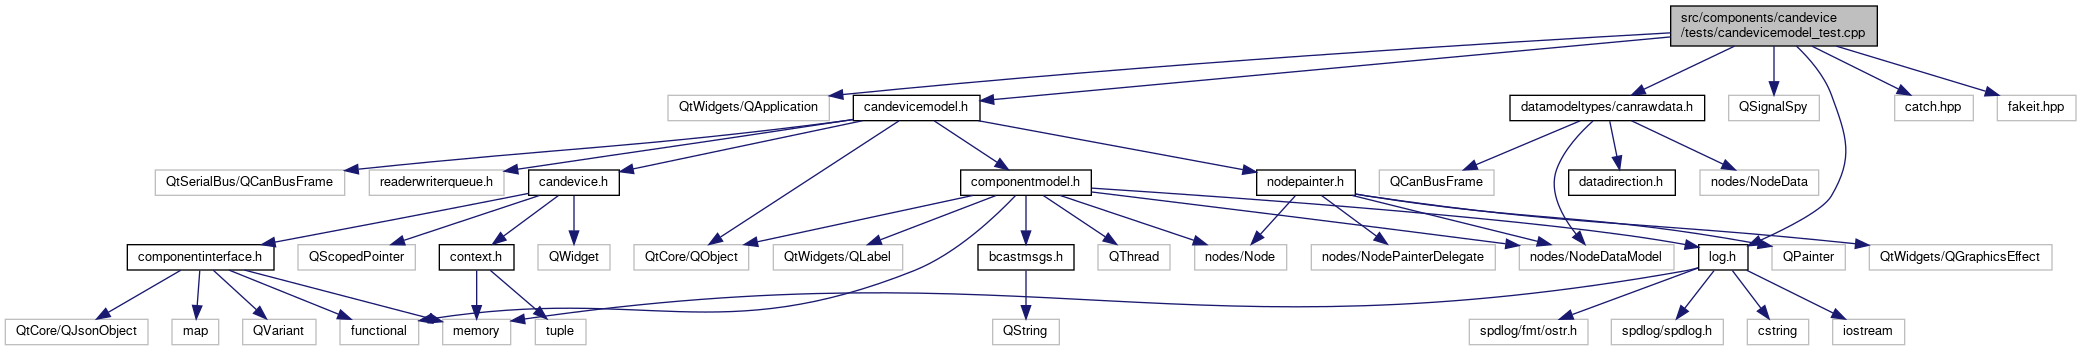 src/components/candevice
/tests/candevicemodel_test.cpp
QtWidgets/QApplication
candevicemodel.h
datamodeltypes/canrawdata.h
QSignalSpy
catch.hpp
fakeit.hpp
QtSerialBus/QCanBusFrame
readerwriterqueue.h
candevice.h
componentmodel.h
nodepainter.h
QCanBusFrame
datadirection.h
nodes/NodeData
componentinterface.h
QScopedPointer
context.h
QWidget
QtCore/QObject
QtWidgets/QLabel
bcastmsgs.h
QThread
nodes/Node
nodes/NodePainterDelegate
nodes/NodeDataModel
log.h
QPainter
QtWidgets/QGraphicsEffect
QtCore/QJsonObject
map
QVariant
functional
memory
tuple
QString
spdlog/fmt/ostr.h
spdlog/spdlog.h
cstring
iostream